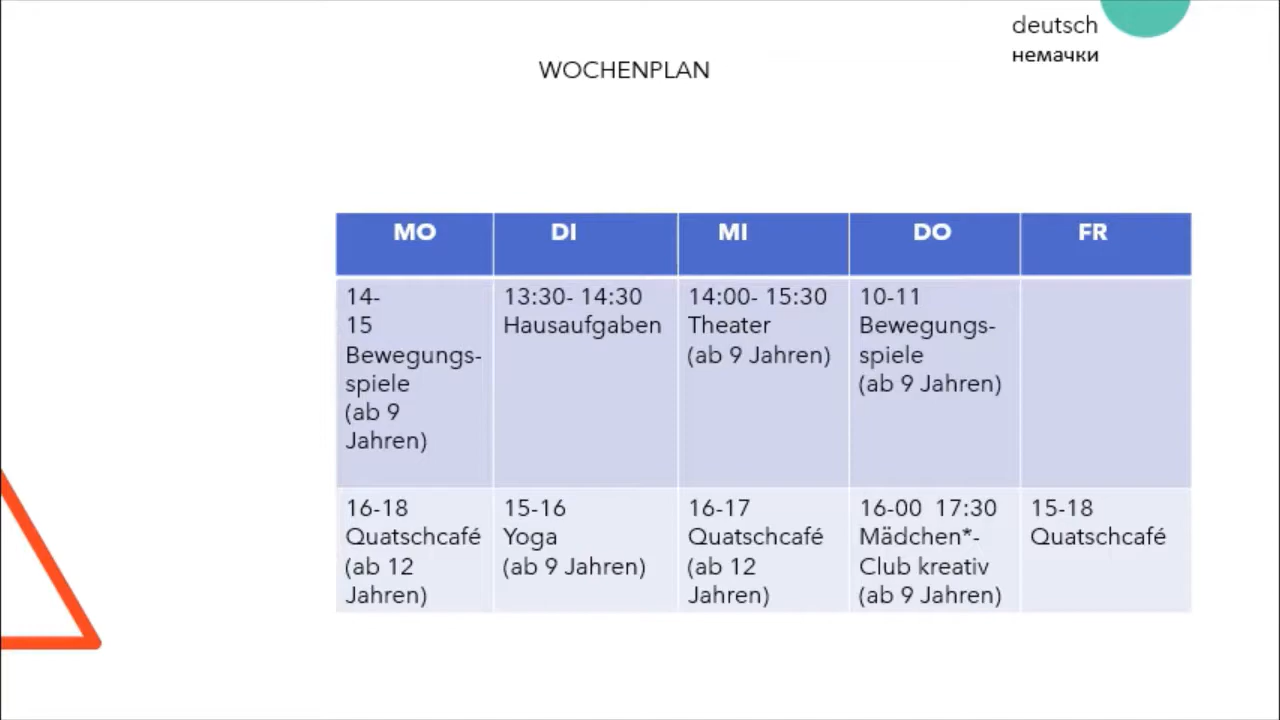 deutsch
немачки
WOCHENPLAN
MO
DI
MI
DO
FR
14-
15
Bewegungs-
spiele
(ab 9
Jahren)
13:30- 14:30
Hausaufgaben
14:00- 15:30
Theater
(ab 9 Jahren)
10-11
Bewegungs-
spiele
(ab 9 Jahren)
16-18
Quatschcafé
(ab 12
Jahren)
15-16
Yoga
(ab 9 Jahren)
16-17
Quatschcafé
(ab 12
Jahren)
16-00  17:30
Mädchen*-
Club kreativ
(ab 9 Jahren)
15-18
Quatschcafé